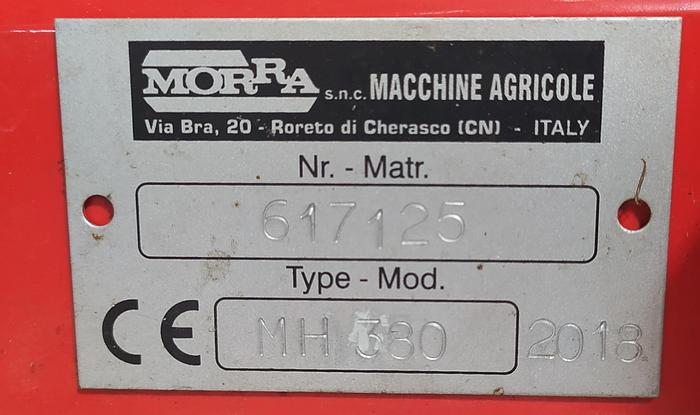 MORRA s.n.c. MACCHINE AGRICOLE
Via Bra, 20 - Roreto di Cherasco (CN) - ITALY
Nr. - Matr.
617125
Type - Mod.
CE MH 380 2018